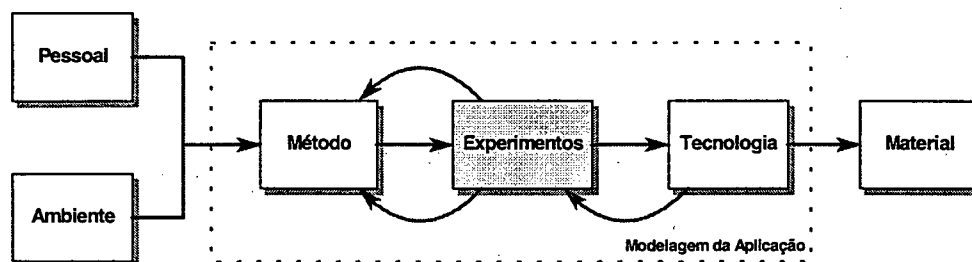 Pessoal
Ambiente
Método
Experimentos
Tecnologia
Material
Modelagem da Aplicação